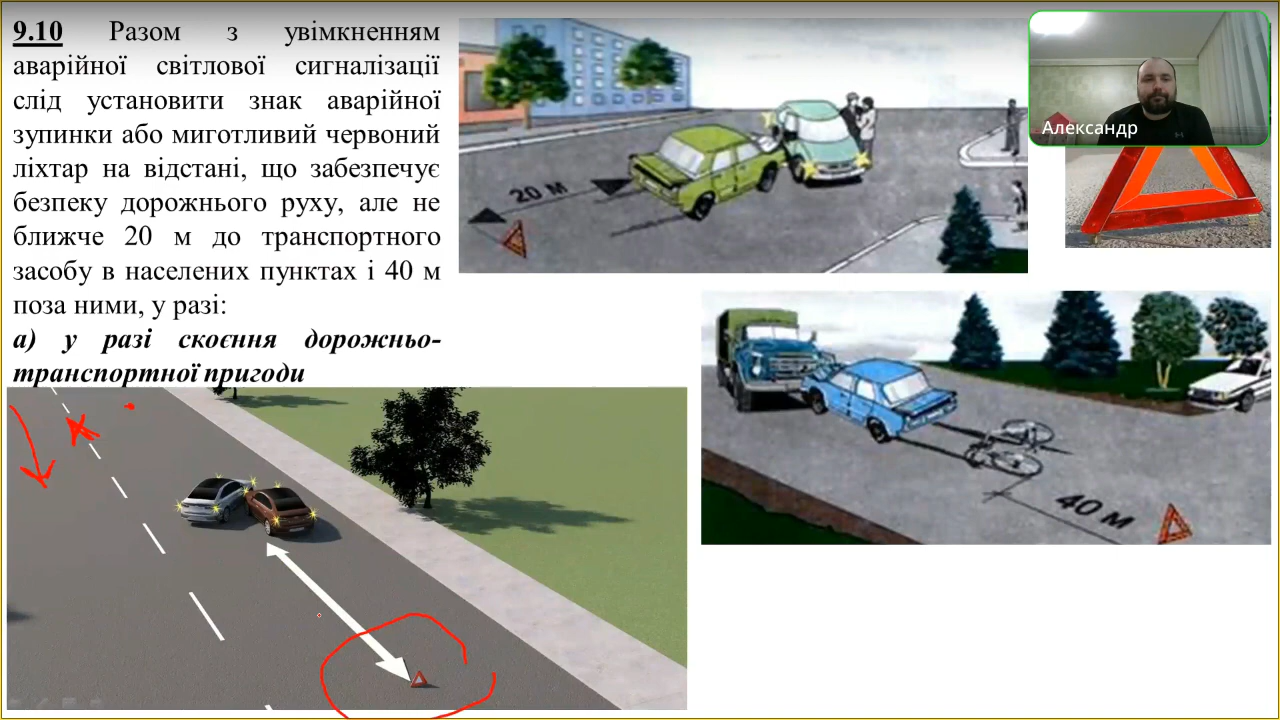 9.10 Разом з увімкненням
аварійної світлової сигналізації
слід установити знак аварійної
зупинки або миготливий червоний
ліхтар на відстані, що забезпечує
безпеку дорожнього руху, але не
ближче 20 м до транспортного
засобу в населених пунктах і 40 м
поза ними, у разі:
а) у разі скоєння дорожньо-
транспортної пригоди
20 м
Александр
40 м